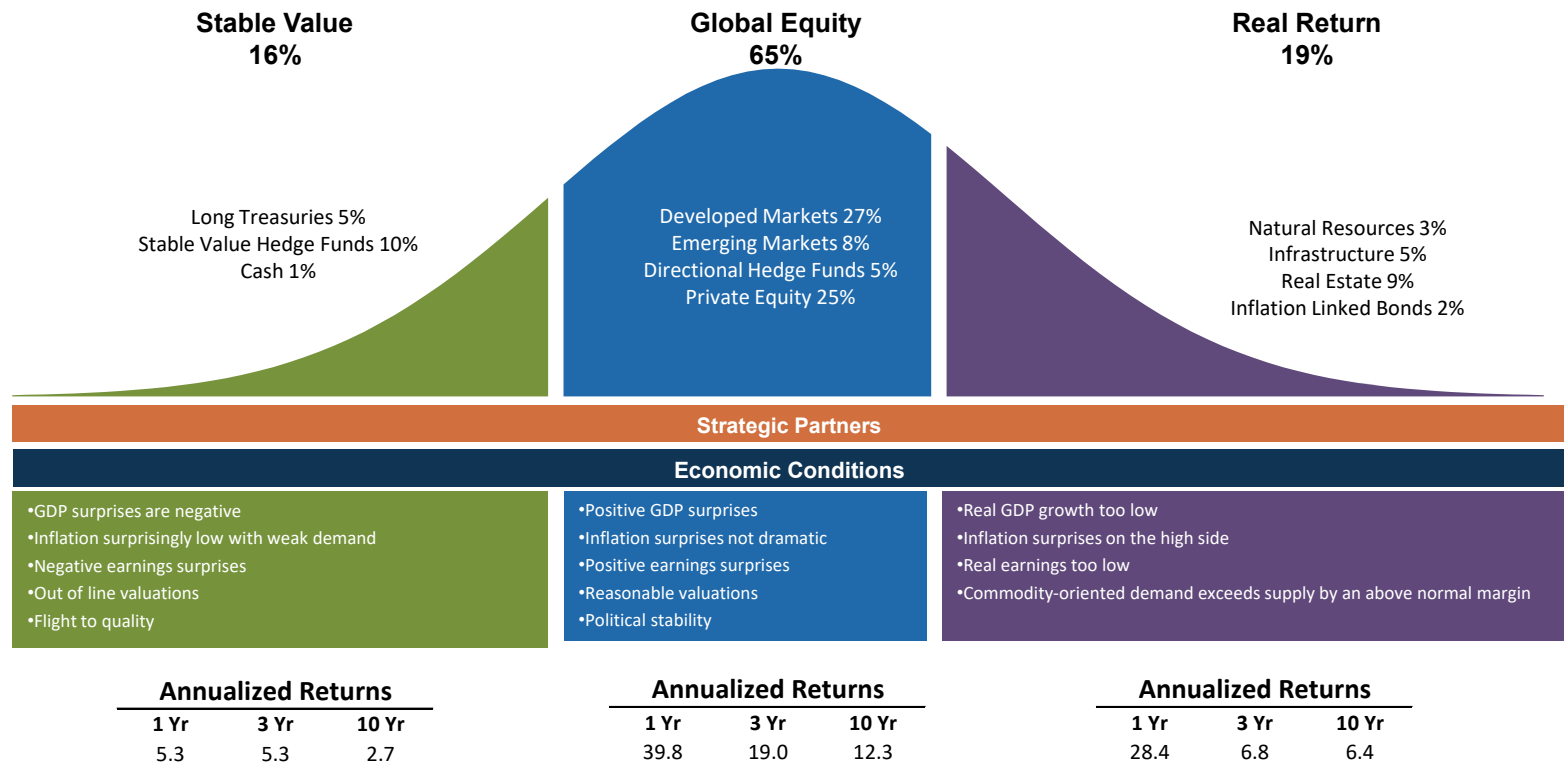 Stable Value
16%
Global Equity
65%
Real Return
19%
Long Treasuries 5%
Stable Value Hedge Funds 10%
Cash 1%
Developed Markets 27%
Emerging Markets 8%
Directional Hedge Funds 5%
Private Equity 25%
Natural Resources 3%
Infrastructure 5%
Real Estate 9%
Inflation Linked Bonds 2%
Strategic Partners
Economic Conditions
•GDP surprises are negative
•Inflation surprisingly low with weak demand
•Negative earnings surprises
•Out of line valuations
•Flight to quality
•Positive GDP surprises
•Inflation surprises not dramatic
•Positive earnings surprises
•Reasonable valuations
•Political stability
•Real GDP growth too low
•Inflation surprises on the high side
•Real earnings too low
•Commodity-oriented demand exceeds supply by an above normal margin
Annualized Returns
1 Yr 3 Yr 10 Yr
5.3 5.3 2.7
Annualized Returns
1 Yr 3 Yr 10 Yr
39.8 19.0 12.3
Annualized Returns
1 Yr 3 Yr 10 Yr
28.4 6.8 6.4